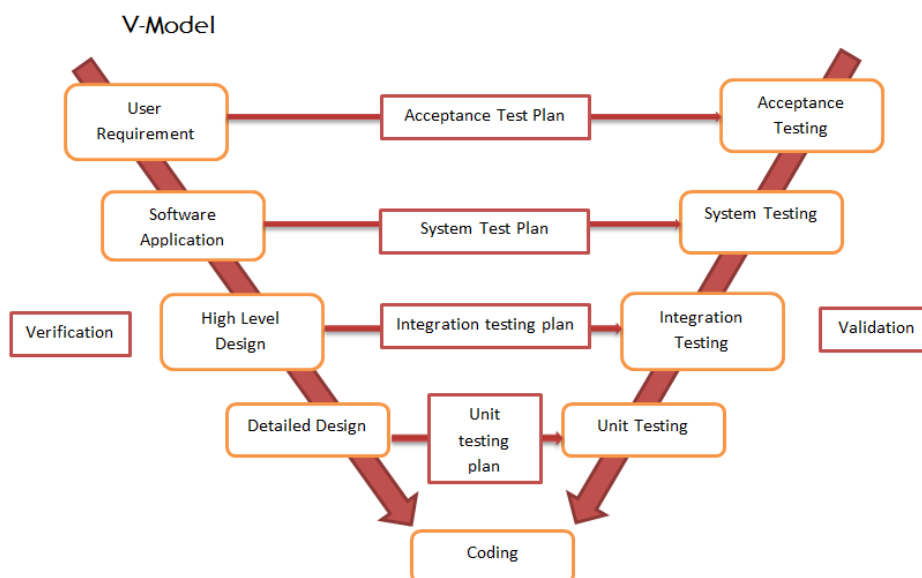 V-Model
User
Requirement
Acceptance Test Plan
Acceptance
Testing
Software
Application
System Test Plan
System Testing
Verification
High Level
Design
Integration testing plan
Integration
Testing
Validation
Detailed Design
Unit
testing
plan
Unit Testing
Coding